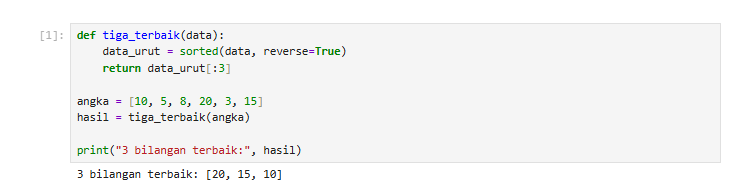 [1]: def tiga_terbaik(data):
    data_urut = sorted(data, reverse=True)
    return data_urut[:3]
angka = [10, 5, 8, 20, 3, 15]
hasil = tiga_terbaik(angka)
print("3 bilangan terbaik:", hasil)
3 bilangan terbaik: [20, 15, 10]